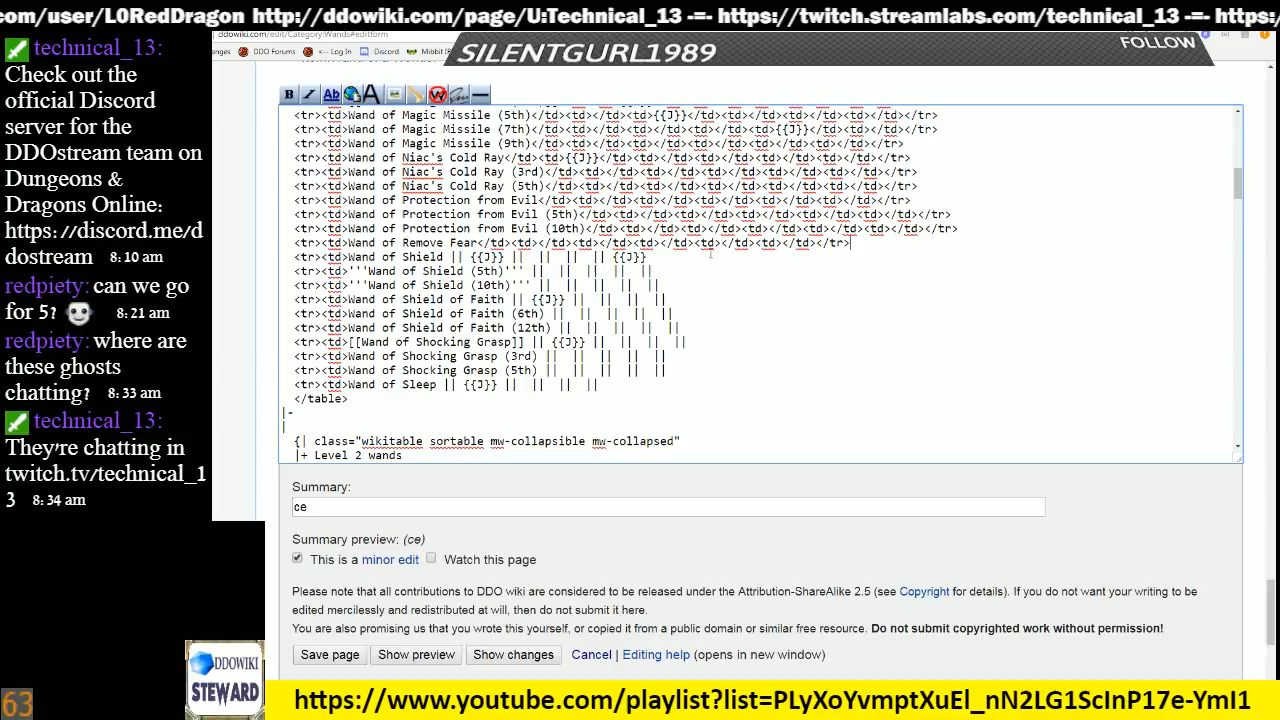 com/user/L0RedDragon http://ddowiki.com/page/U:Technical_13 -=- https://twitch.streamlabs.com/technical_13 -=- https:/
ddowiki.com/edit/Category:Wands#editform
DDO Forums
<-- Log In
Discord
SILENTGURL1989
FOLLOW
technical_13:
Check out the
official Discord
server for the
DDOstream team on
Dungeons &
Dragons Online:
https://discord.me/d
dostream 8:10 am
redpiety: can we go
for 5? 8:21 am
redpiety: where are
these ghosts
chatting? 8:33 am
technical_13:
They're chatting in
twitch.tv/technical_1
3 8:34 am
<tr><td>Wand of Magic Missile (5th)</td><td></td><td>{{J}}</td><td></td><td></td><td></td></tr>
<tr><td>Wand of Magic Missile (7th)</td><td></td><td></td><td></td><td>{{J}}</td><td></td></tr>
<tr><td>Wand of Magic Missile (9th)</td><td></td><td></td><td></td><td></td><td></td></tr>
<tr><td>Wand of Niac's Cold Ray</td><td>{{J}}</td><td></td><td></td><td></td><td></td></tr>
<tr><td>Wand of Niac's Cold Ray (3rd)</td><td></td><td></td><td></td><td></td><td></td></tr>
<tr><td>Wand of Niac's Cold Ray (5th)</td><td></td><td></td><td></td><td></td><td></td></tr>
<tr><td>Wand of Protection from Evil</td><td></td><td></td><td></td><td></td><td></td></tr>
<tr><td>Wand of Protection from Evil (5th)</td><td></td><td></td><td></td><td></td><td></td></tr>
<tr><td>Wand of Protection from Evil (10th)</td><td></td><td></td><td></td><td></td><td></td></tr>
<tr><td>Wand of Remove Fear</td><td></td><td></td><td></td><td></td><td></td></tr>
<tr><td>Wand of Shield || {{J}} || || || || {{J}}
<tr><td>'''Wand of Shield (5th)''' || || || || ||
<tr><td>'''Wand of Shield (10th)''' || || || || ||
<tr><td>Wand of Shield of Faith || {{J}} || || || ||
<tr><td>Wand of Shield of Faith (6th) || || || || ||
<tr><td>Wand of Shield of Faith (12th) || || || || ||
<tr><td>[[Wand of Shocking Grasp]] || {{J}} || || || ||
<tr><td>Wand of Shocking Grasp (3rd) || || || || ||
<tr><td>Wand of Shocking Grasp (5th) || || || || ||
<tr><td>Wand of Sleep || {{J}} || || || ||
</table>
|-
|
{| class="wikitable sortable mw-collapsible mw-collapsed"
|+ Level 2 wands
Summary:
ce
Summary preview: (ce)
This is a minor edit Watch this page
Please note that all contributions to DDO wiki are considered to be released under the Attribution-ShareAlike 2.5 (see Copyright for details). If you do not want your writing to be
edited mercilessly and redistributed at will, then do not submit it here.
You are also promising us that you wrote this yourself, or copied it from a public domain or similar free resource. Do not submit copyrighted work without permission!
Save page Show preview Show changes Cancel | Editing help (opens in new window)
DDOWIKI
STEWARD
63
https://www.youtube.com/playlist?list=PLyXoYvmptXuEl_nN2LG1ScInP17e-YmI1